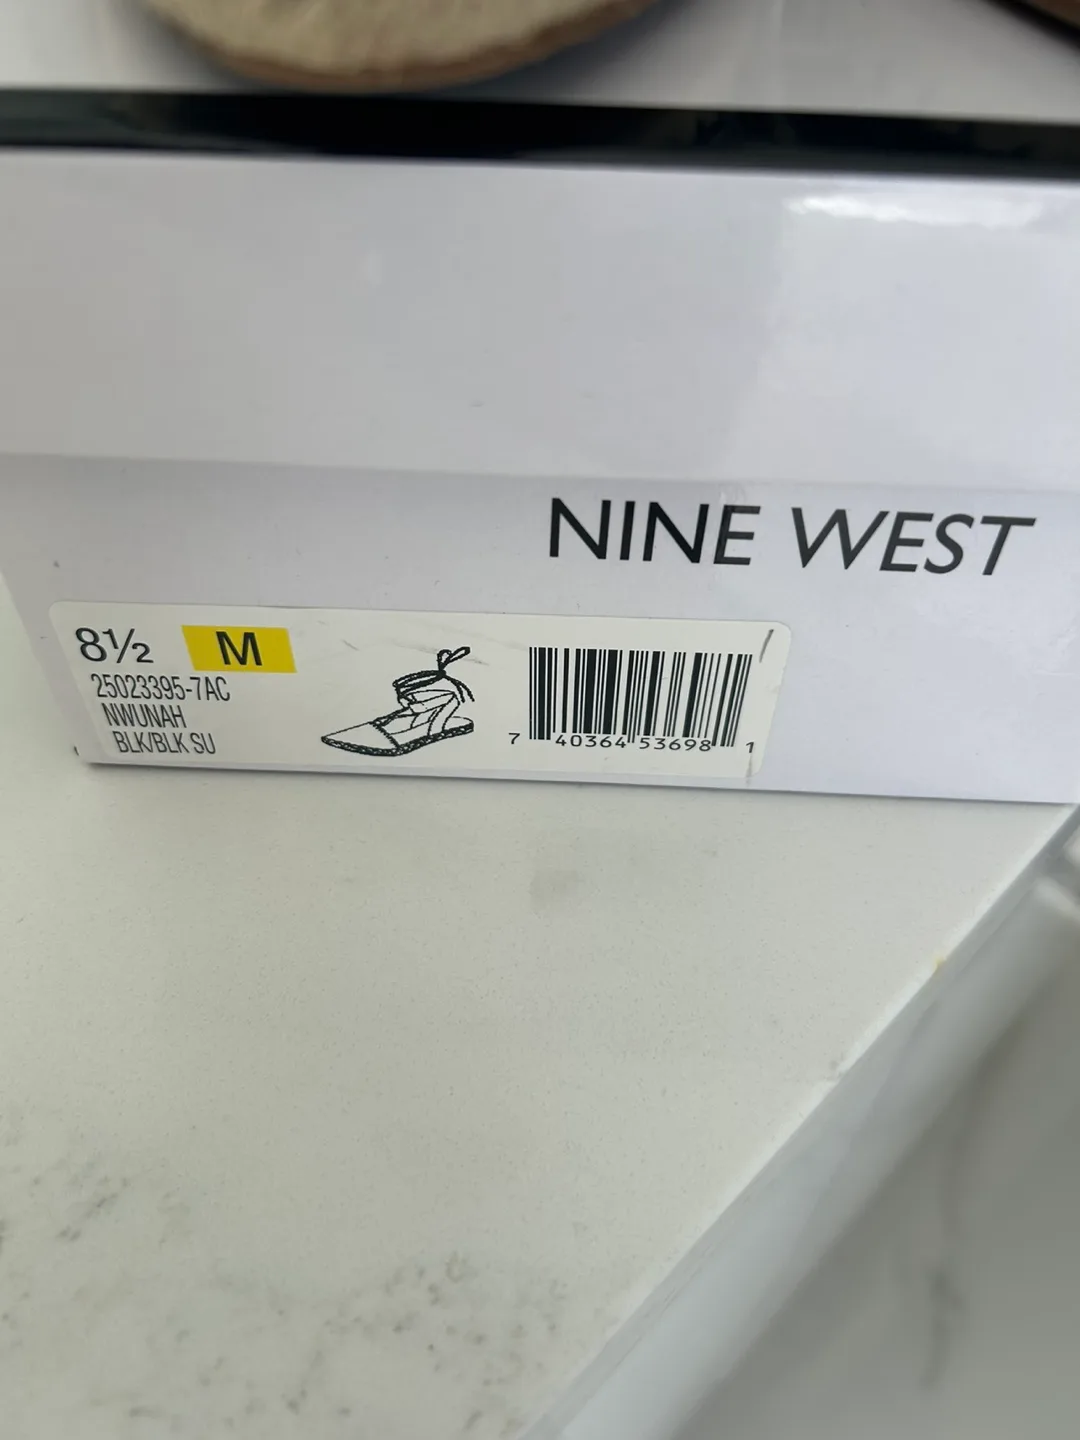 NINE WEST
8½ M
25023395-7AC
NWUNAH
BLK/BLK SU
7 40364 53698 1